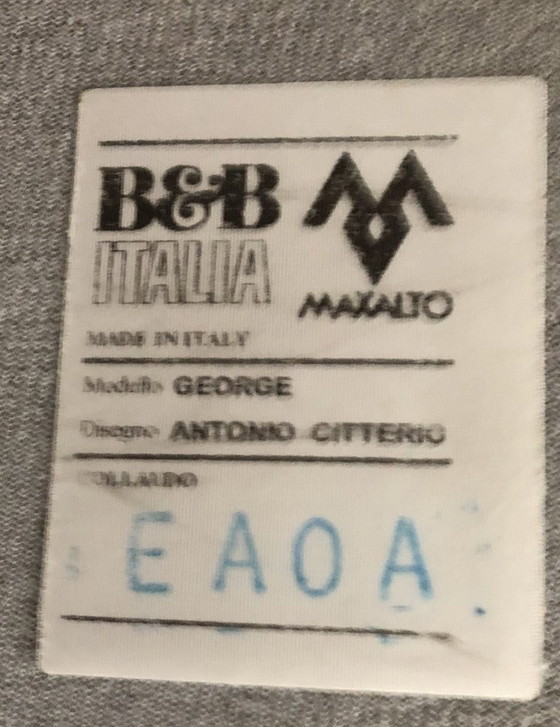 B&B
ITALIA
MAXALTO
MADE IN ITALY
Modello GEORGE
Disegno ANTONIO CITTERIO
COLLAUDO
EAOA